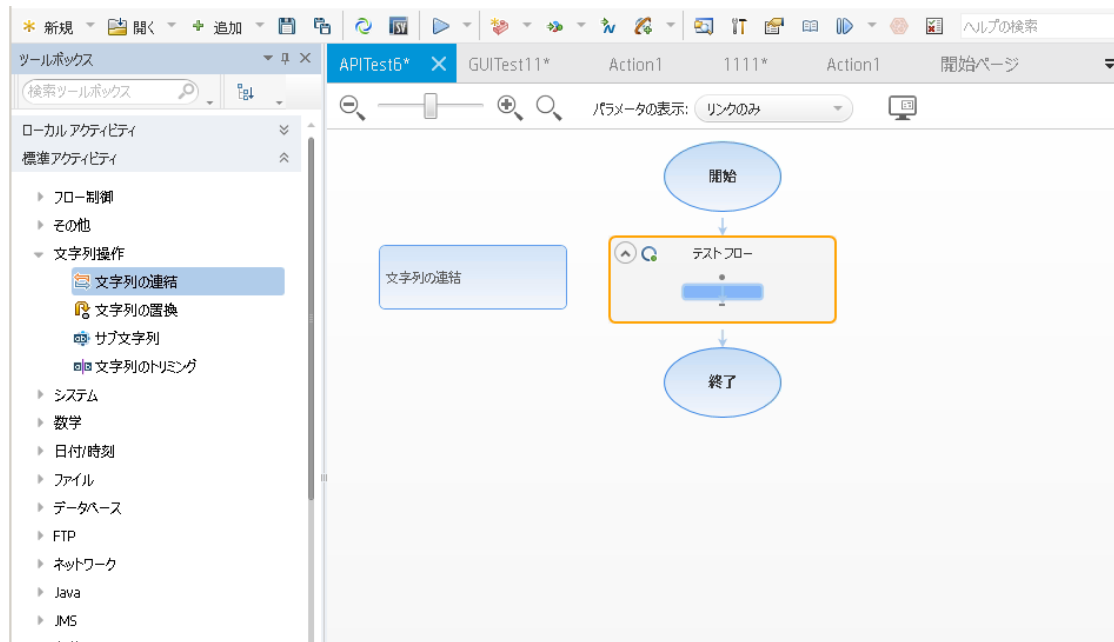 新規 開く 追加 ヘルプの検索
ツールボックス
検索ツールボックス
ローカル アクティビティ
標準アクティビティ
フロー制御
その他
文字列操作
文字列の連結
文字列の置換
サブ文字列
文字列のトリミング
システム
数学
日付/時刻
ファイル
データベース
FTP
ネットワーク
Java
JMS
APITest6* GUITest11* Action1 1111* Action1 開始ページ
パラメータの表示: リンクのみ
開始
文字列の連結
テスト フロー
終了